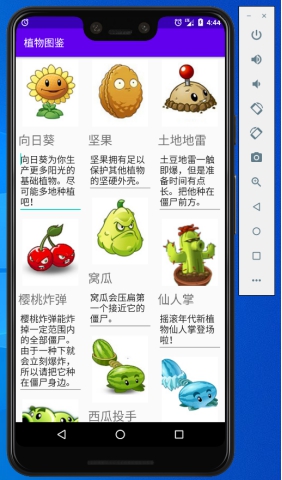 4:44
植物图鉴
向日葵
向日葵为你生
产更多阳光的
基础植物。尽
可能多地种植
吧！
坚果
坚果拥有足以
保护其他植物
的坚硬外壳。
土地地雷
土豆地雷一触
即爆，但是准
备时间有点
长。把他种在
僵尸前方。
樱桃炸弹
樱桃炸弹能炸
掉一定范围内
的全部僵尸。
由于一种下就
会立刻爆炸，
所以请把它种
在僵尸身边。
窝瓜
窝瓜会压扁第
一个接近它的
僵尸。
仙人掌
摇滚年代新植
物仙人掌登场
啦！
西瓜投手